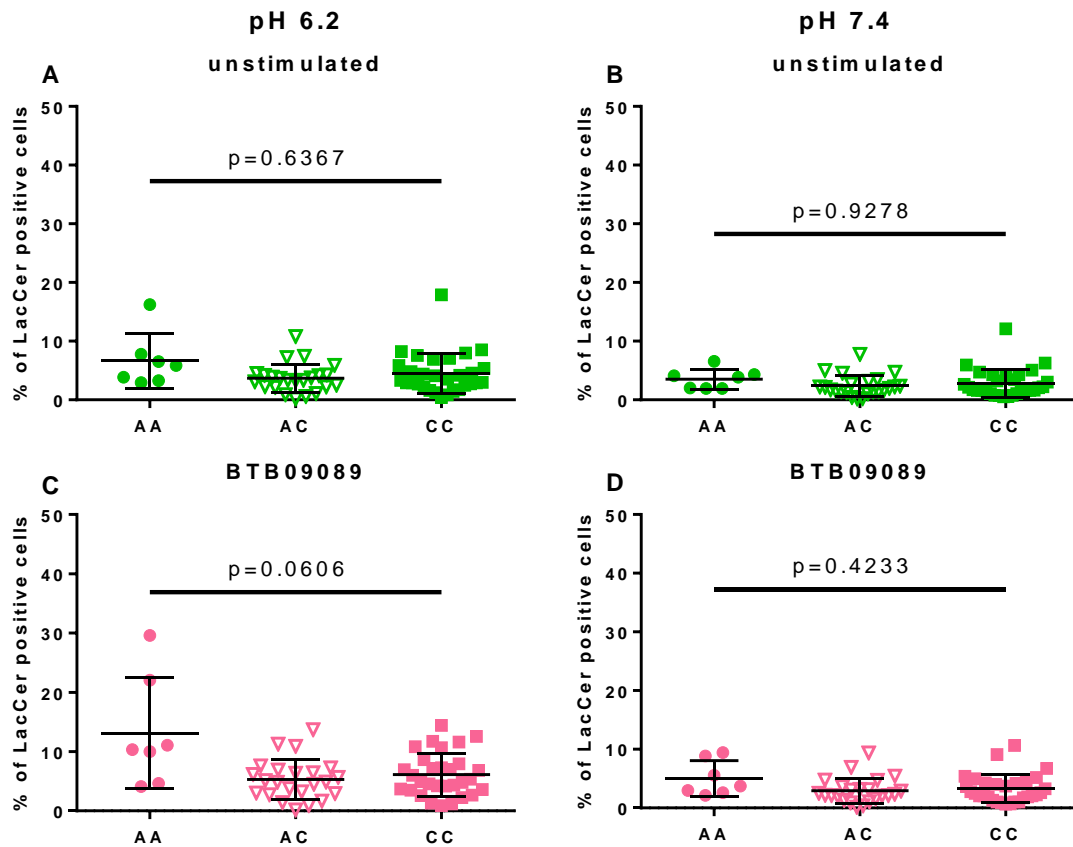 pH 6.2
unstimulated
A
% of LacCer positive cells
50
40
30
20
10
0
p=0.6367
AA
AC
CC
pH 7.4
unstimulated
B
% of LacCer positive cells
50
40
30
20
10
0
p=0.9278
AA
AC
CC
BTB09089
C
% of LacCer positive cells
50
40
30
20
10
0
p=0.0606
AA
AC
CC
BTB09089
D
% of LacCer positive cells
50
40
30
20
10
0
p=0.4233
AA
AC
CC